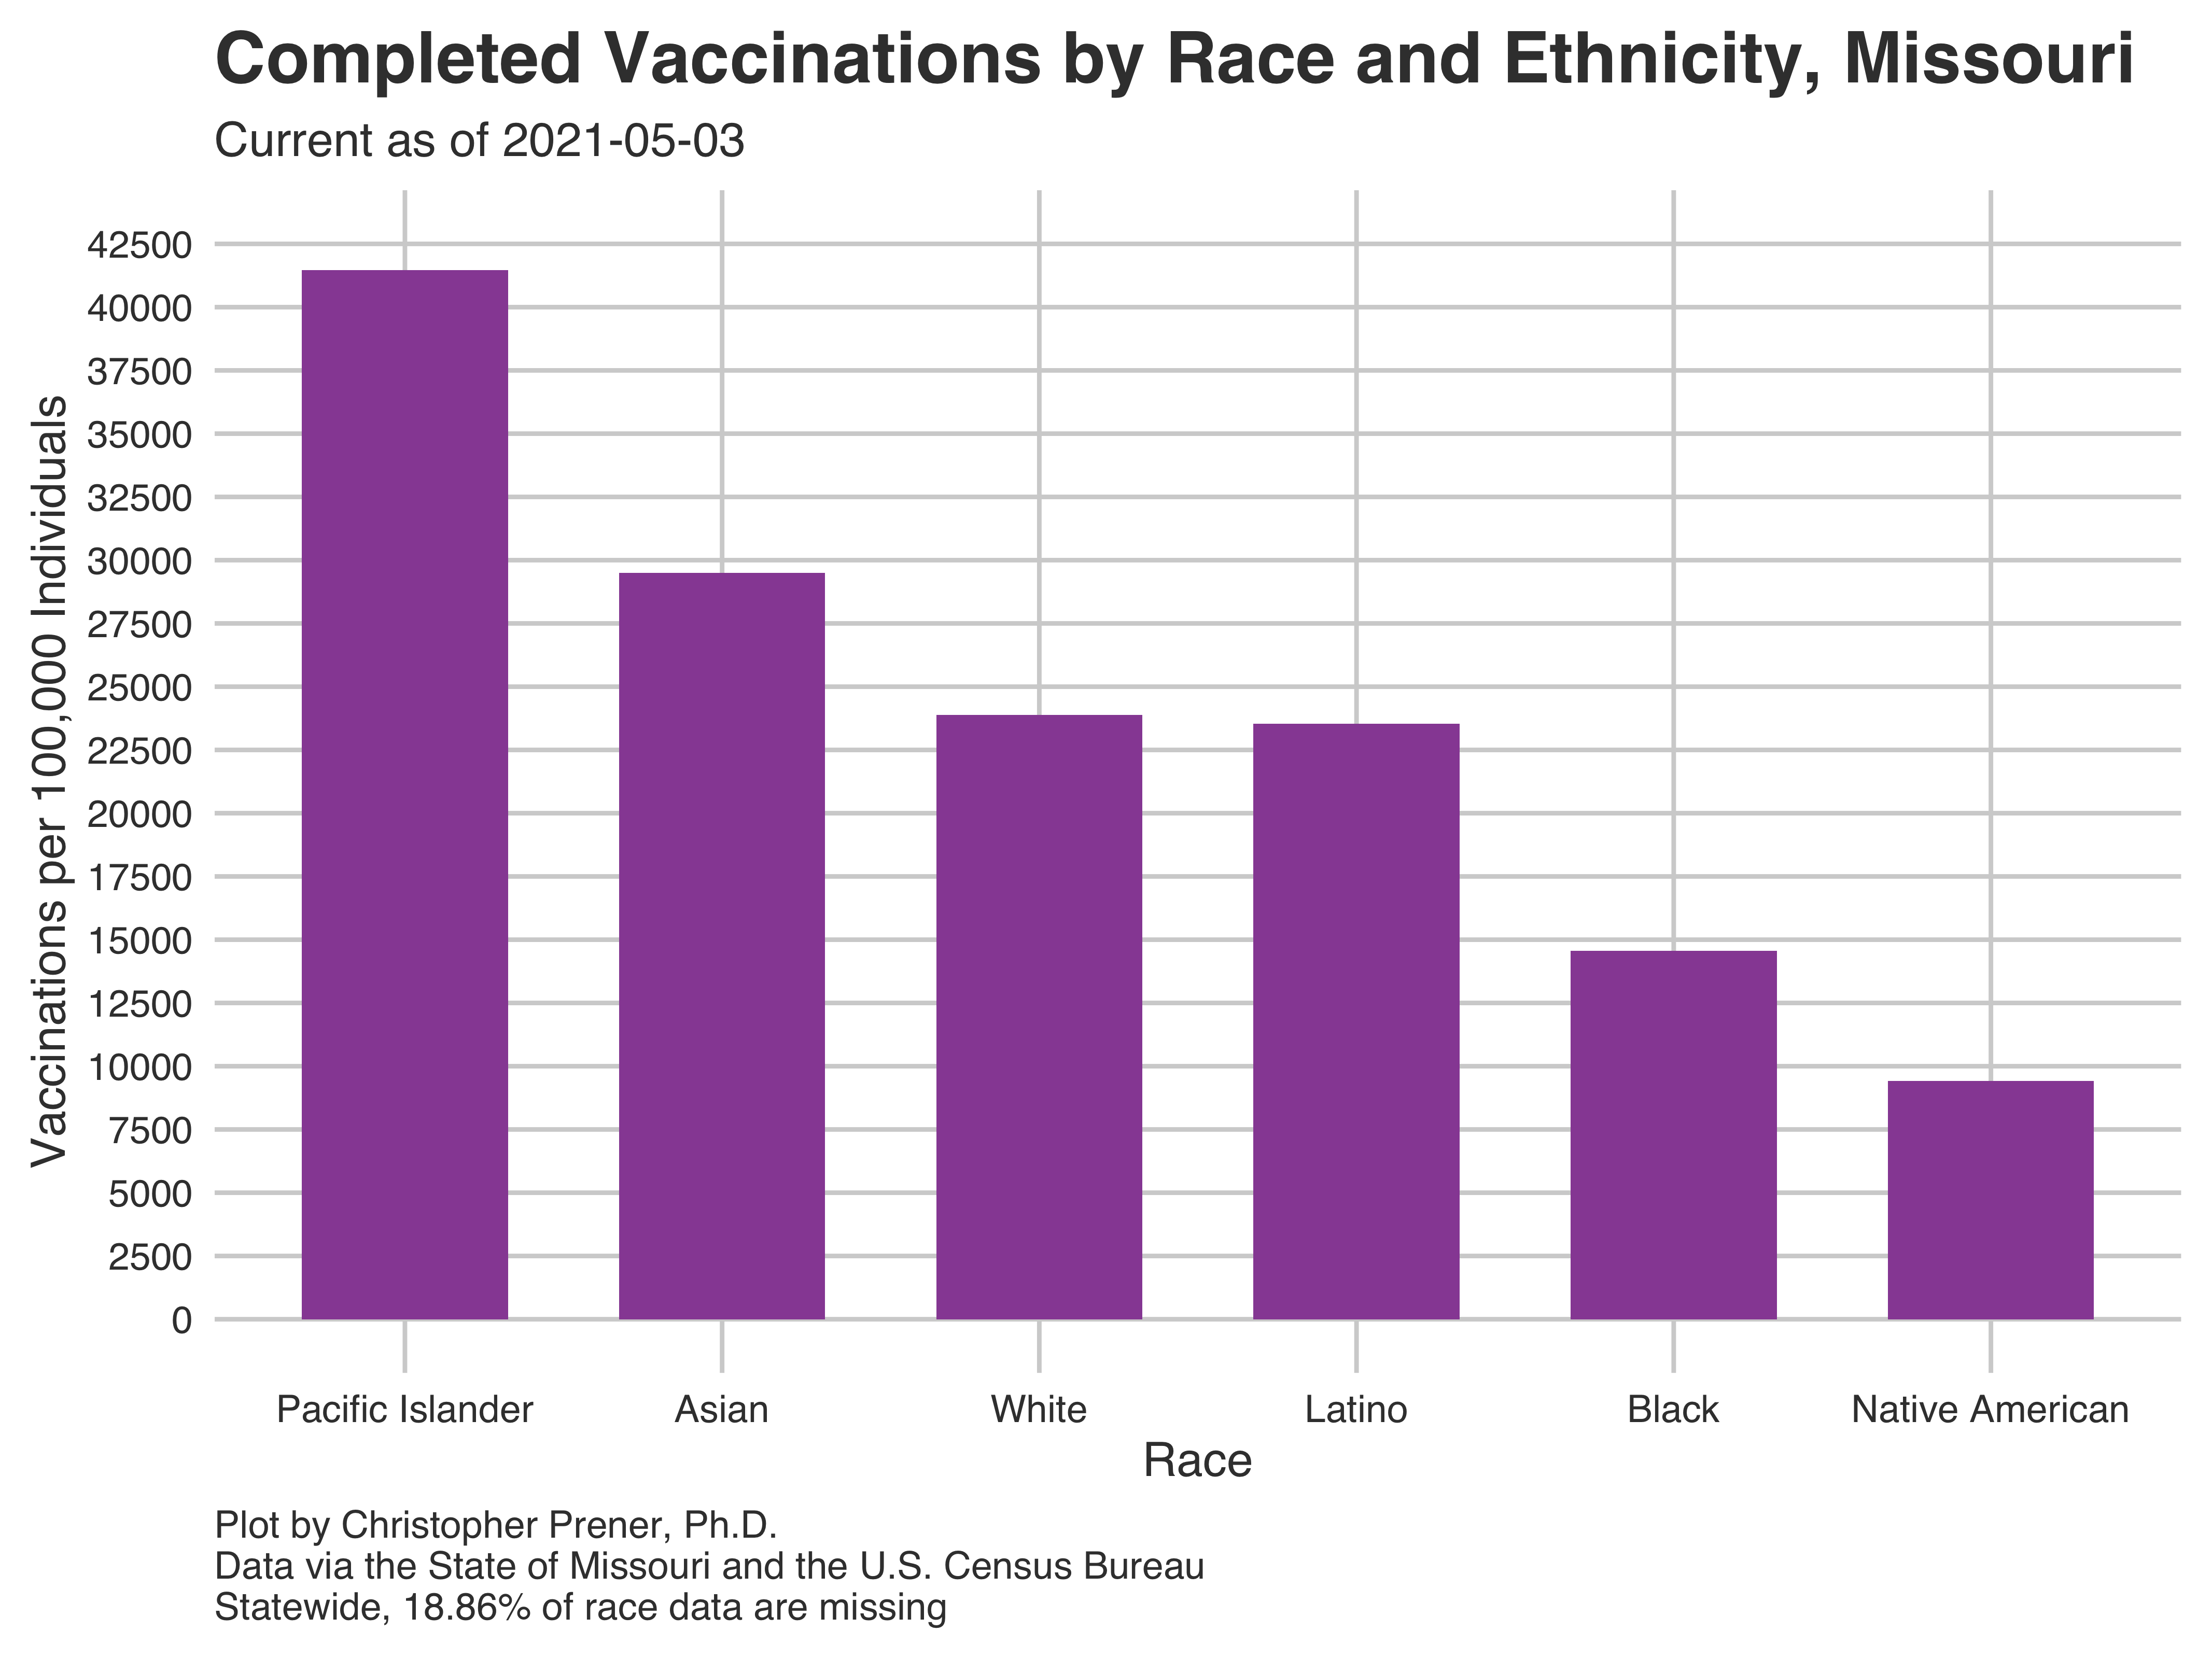 Completed Vaccinations by Race and Ethnicity, Missouri
Current as of 2021-05-03
Vaccinations per 100,000 Individuals
42500
40000
37500
35000
32500
30000
27500
25000
22500
20000
17500
15000
12500
10000
7500
5000
2500
0
Pacific Islander Asian White Latino Black Native American
Race
Plot by Christopher Prener, Ph.D.
Data via the State of Missouri and the U.S. Census Bureau
Statewide, 18.86% of race data are missing